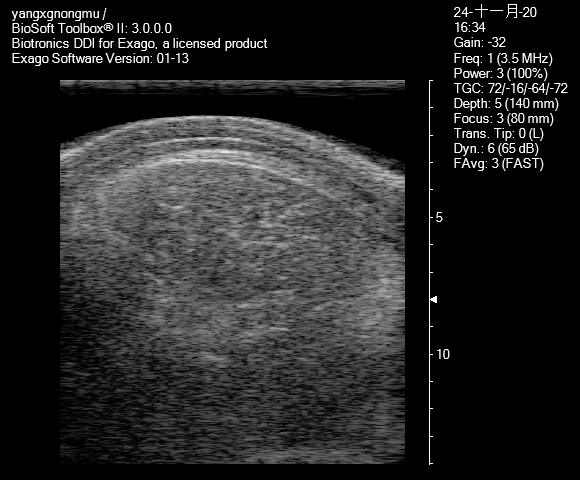 yangxgnongmu /
BioSoft Toolbox® II: 3.0.0.0
Biotronics DDI for Exago, a licensed product
Exago Software Version: 01-13
24-十一月-20
16:34
Gain: -32
Freq: 1 (3.5 MHz)
Power: 3 (100%)
TGC: 72/-16/-64/-72
Depth: 5 (140 mm)
Focus: 3 (80 mm)
Trans. Tip: 0 (L)
Dyn.: 6 (65 dB)
FAvg: 3 (FAST)
5
10